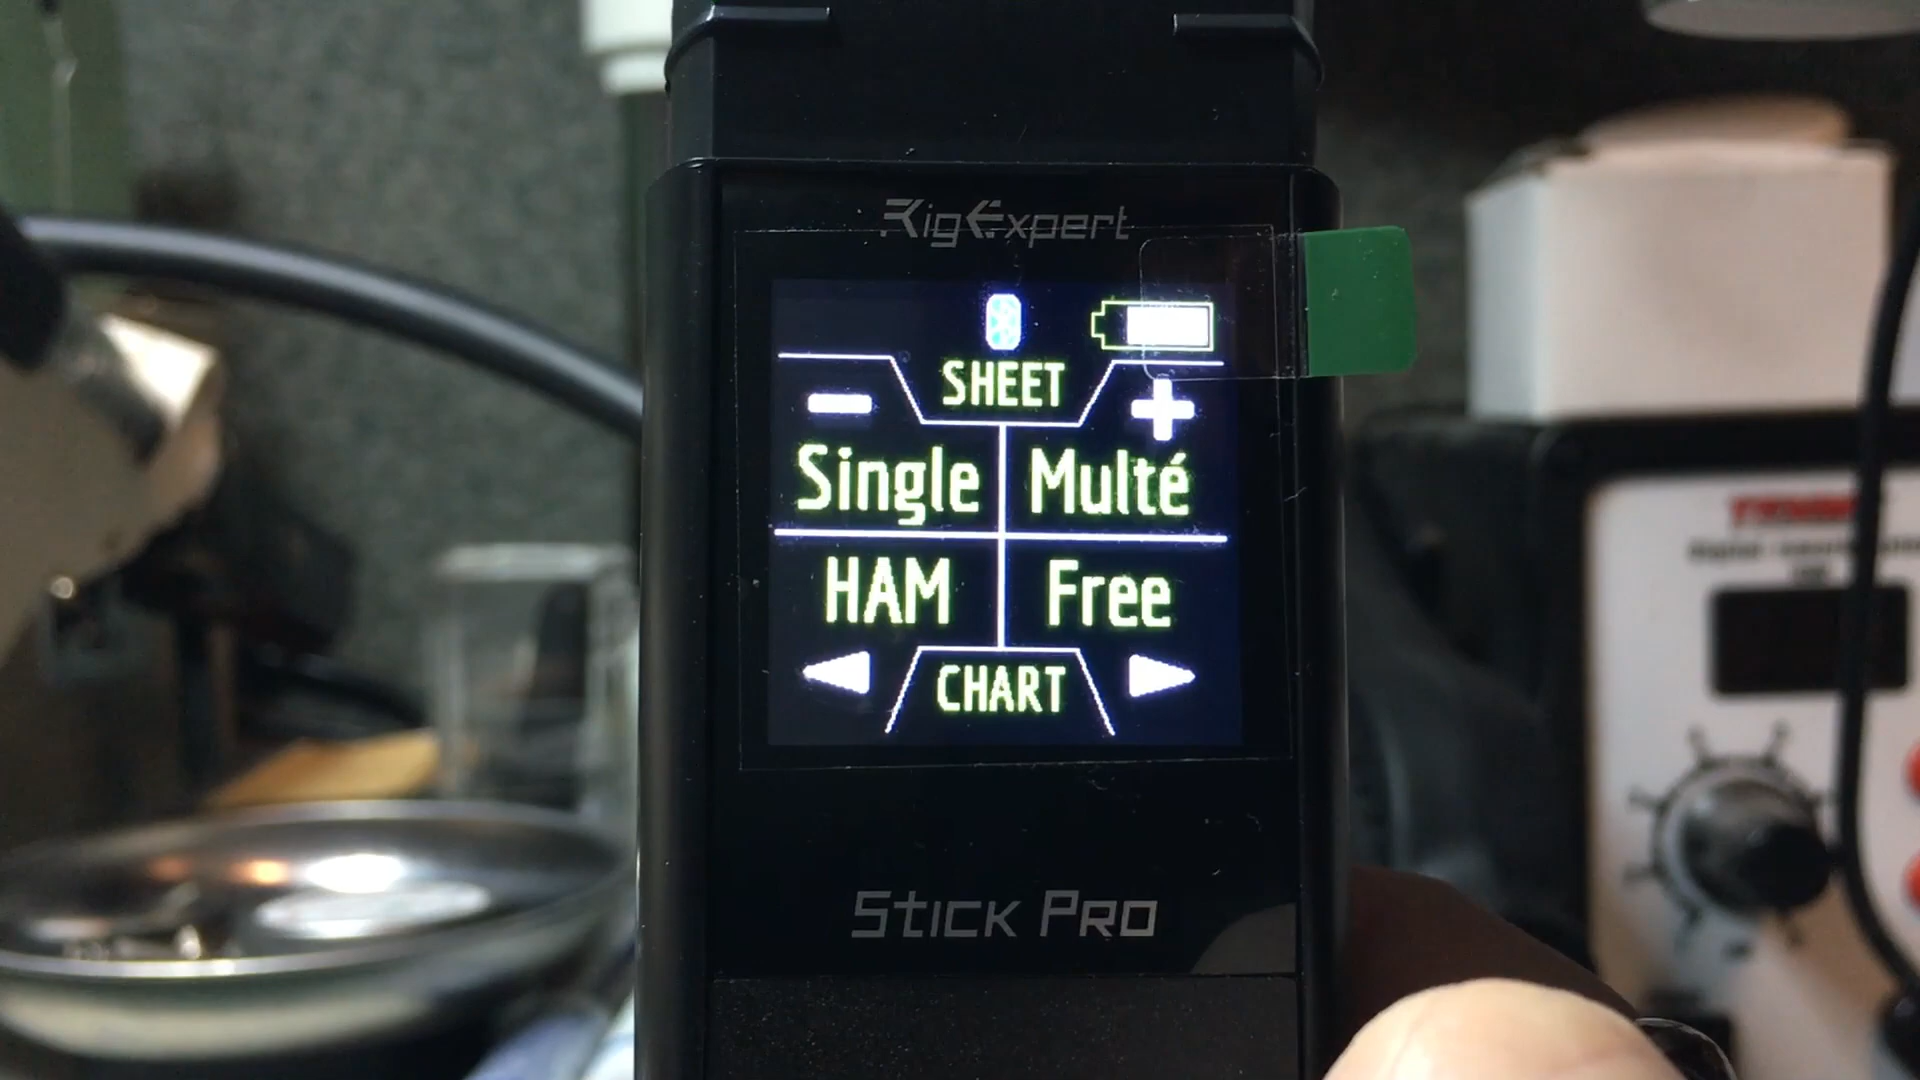 RigExpert
SHEET
Single Multé
HAM Free
CHART
Stick Pro